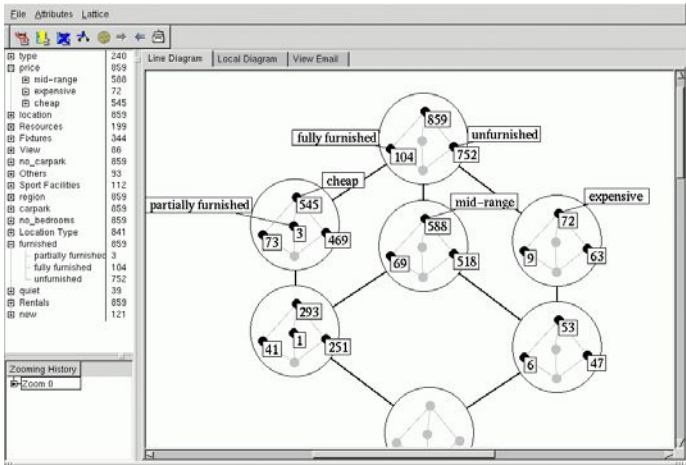 File Attributes Lattice
Line Diagram Local Diagram View Email
type 240
price 859
mid-range 588
expensive 72
cheap 545
location 859
Resources 199
Fixtures 344
View 86
no_carpark 859
Others 93
Sport Facilities 112
region 859
carpark 859
no_bedrooms 859
Location Type 841
furnished 859
partially furnished 3
fully furnished 104
unfurnished 752
quiet 39
Rentals 859
new 121
Zooming History
Zoom 0
859
fully furnished
unfurnished
104
752
cheap
partially furnished
545
3
73
469
mid-range
588
69
518
expensive
72
9
63
293
41
1
251
53
6
47